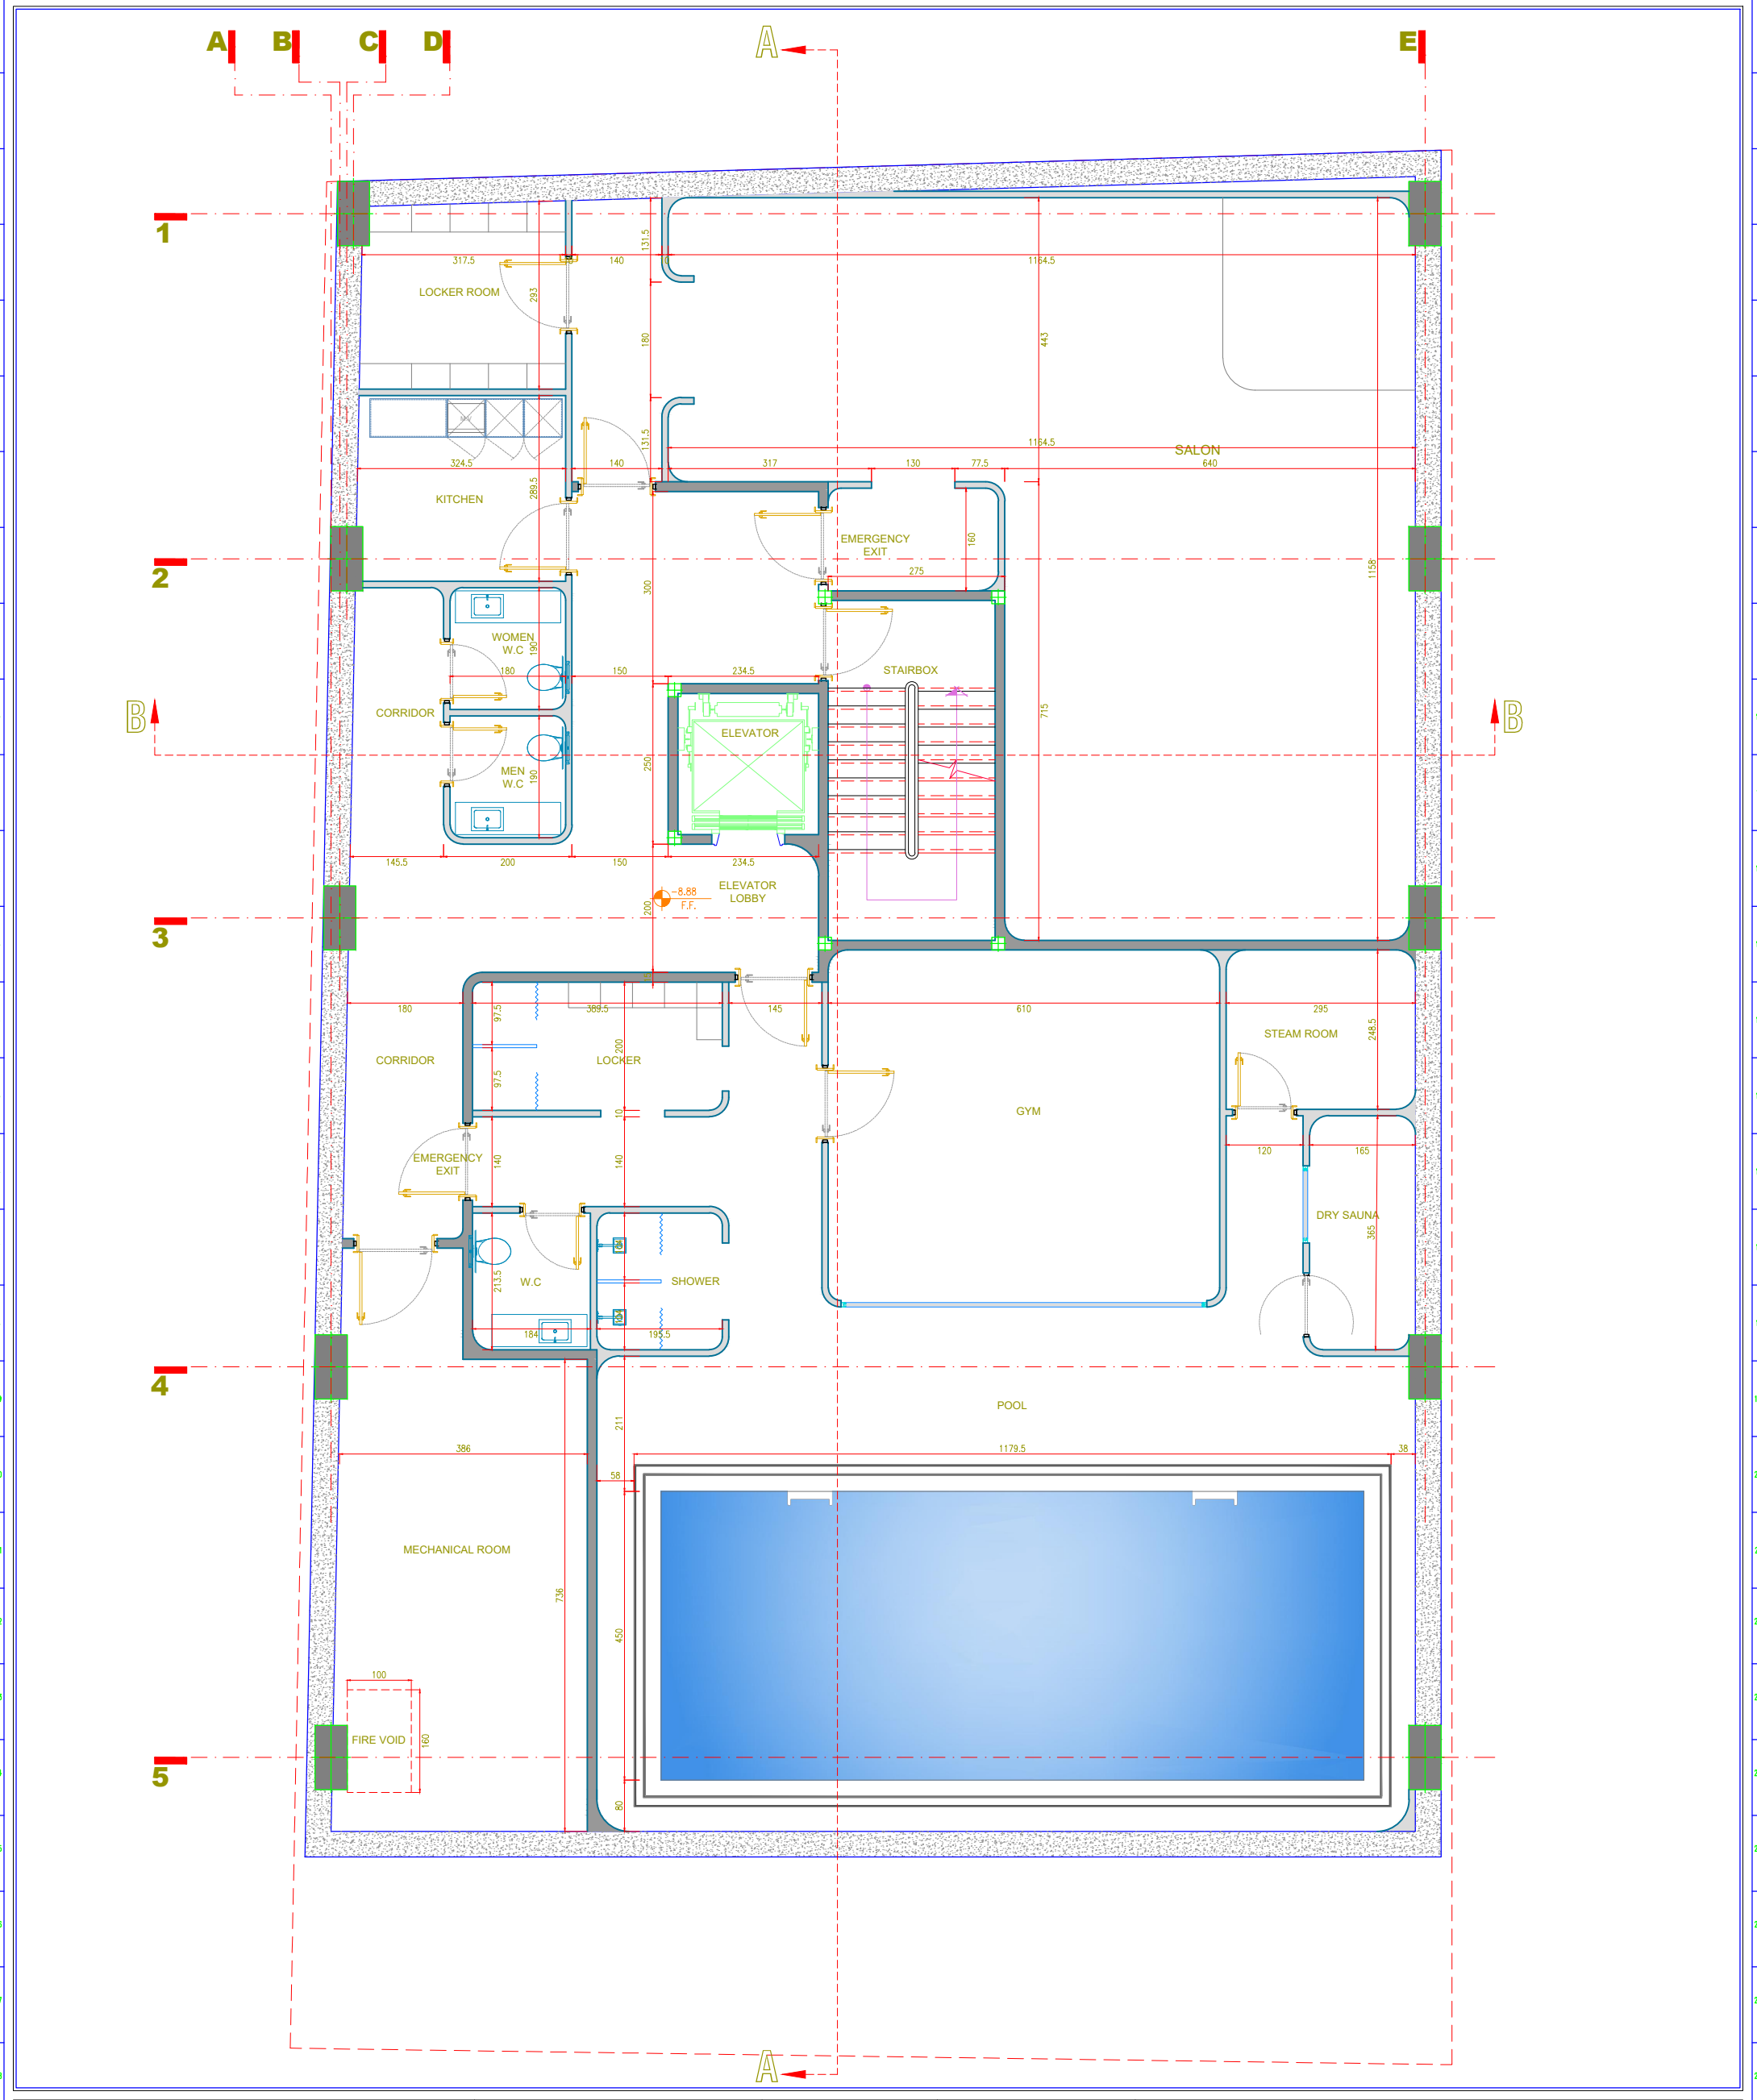 A B C D A E
1
131.5
317.5 140 10 1164.5
LOCKER ROOM 293
180 443
131.5 1164.5
SALON
M.W
324.5 140 317 130 77.5 640
KITCHEN 289.5
EMERGENCY
EXIT
160
2
275
300 1158
WOMEN
W.C
190
180 150 234.5
STAIRBOX
CORRIDOR
B B
715
ELEVATOR
250
MEN
W.C
190
145.5 200 150 234.5
ELEVATOR
LOBBY
-8.88
F.F.
200
3
97.5
180 389.5 145 610 295
248.5
STEAM ROOM
CORRIDOR 200 LOCKER
97.5
10
GYM
120 165
140 140
EMERGENCY
EXIT
DRY SAUNA
365
W.C
213.5
SHOWER
184 195.5
4
POOL
211
386 1179.5 38
58
MECHANICAL ROOM
736
450
100
FIRE VOID 160
5
80
A